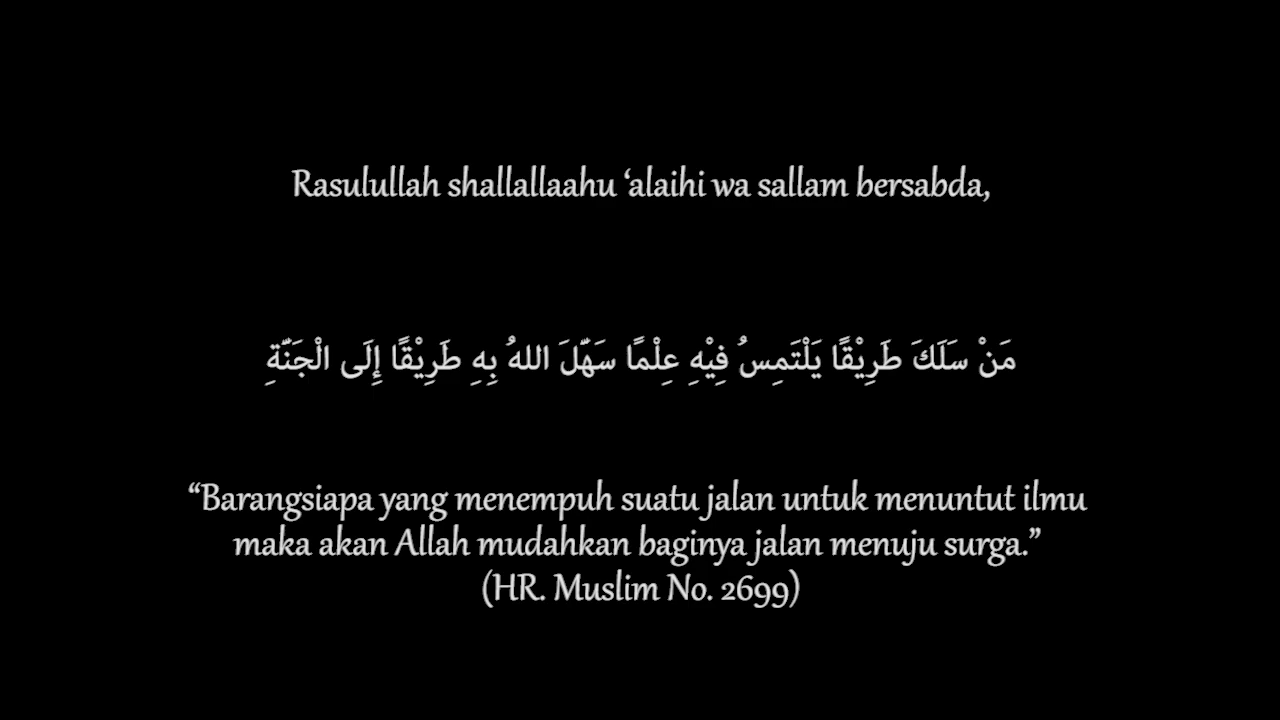 Rasulullah shallallaahu ‘alaihi wa sallam bersabda,
مَنْ سَلَكَ طَرِيْقًا يَلْتَمِسُ فِيْهِ عِلْمًا سَهَّلَ اللهُ بِهِ طَرِيْقًا إِلَى الْجَنَّةِ
“Barangsiapa yang menempuh suatu jalan untuk menuntut ilmu
maka akan Allah mudahkan baginya jalan menuju surga.”
(HR. Muslim No. 2699)